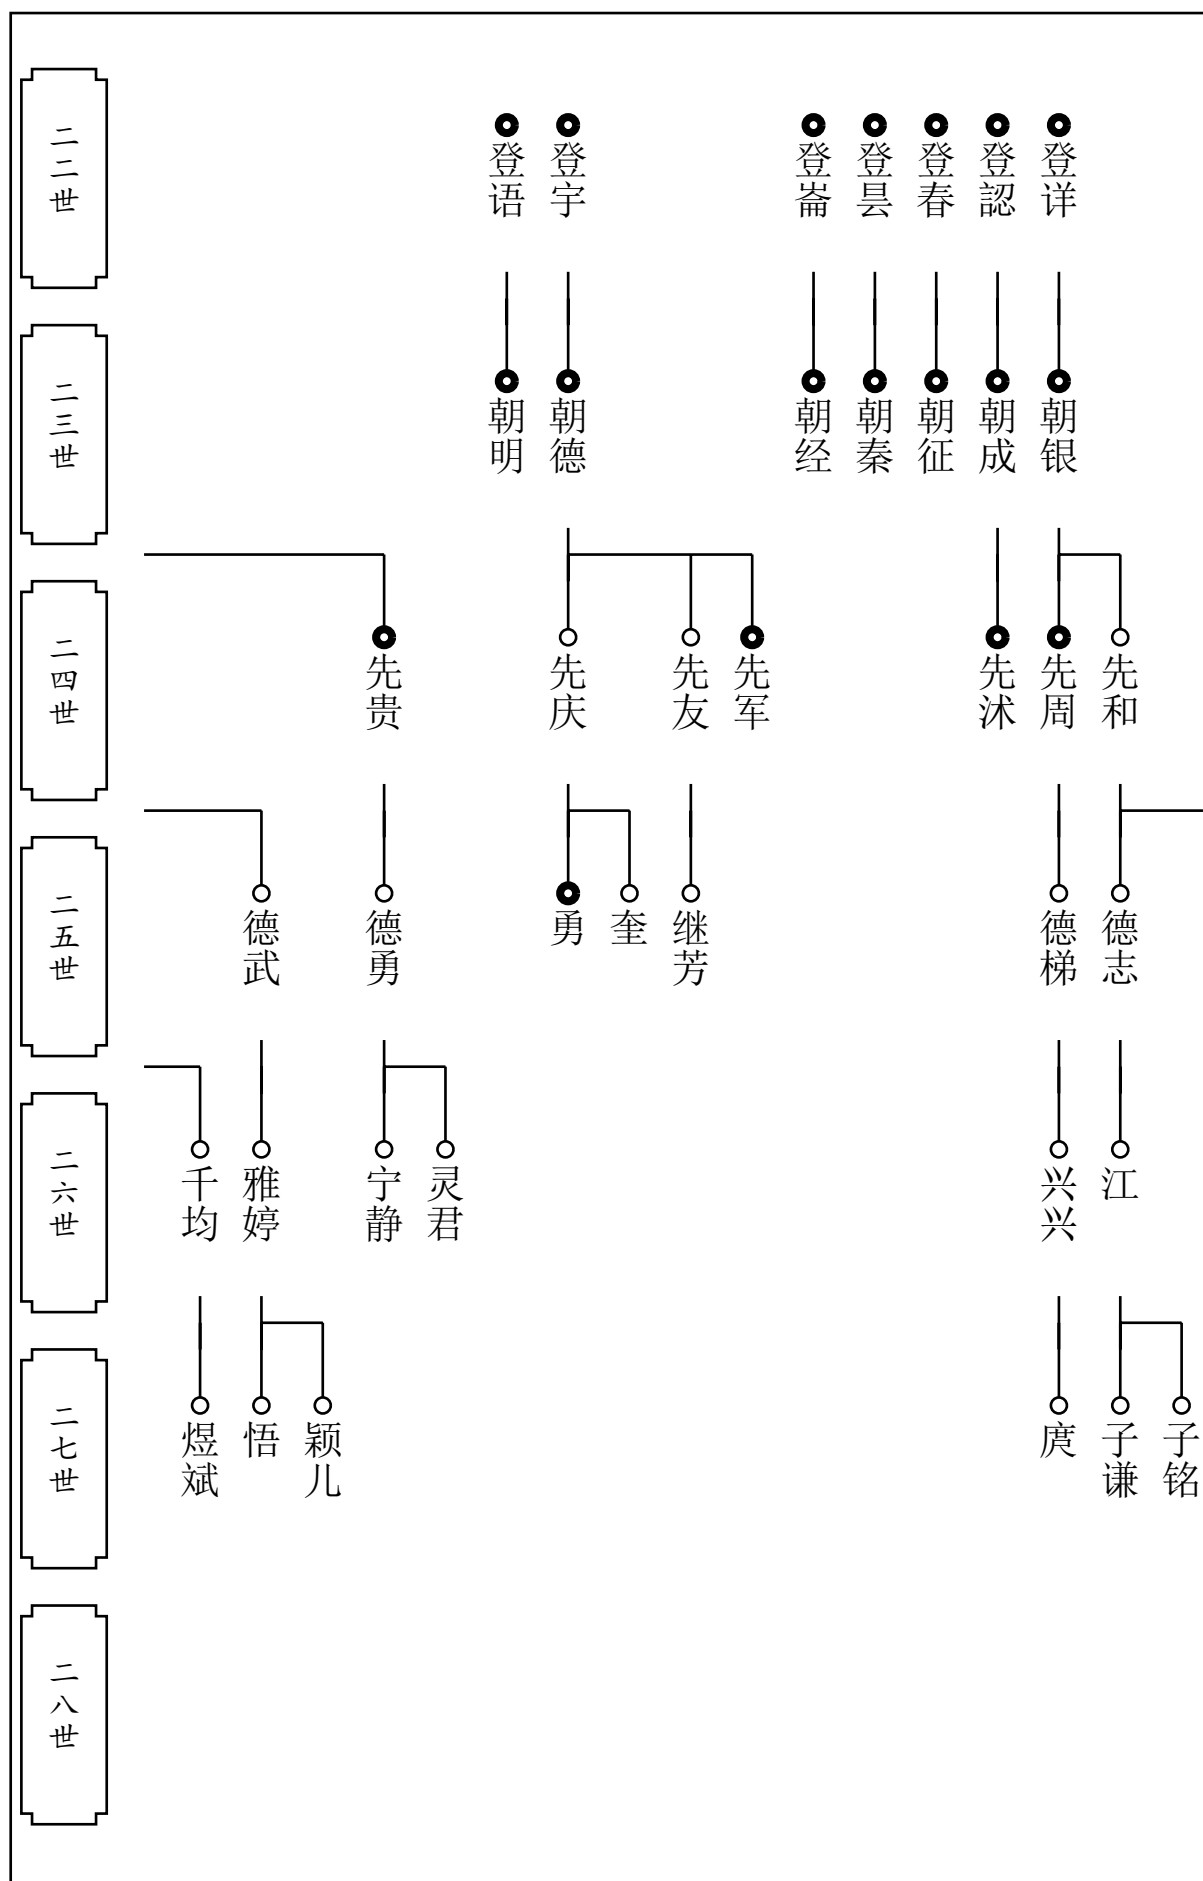 二二世
登语
登宇
登崙
登昙
登春
登認
登详
二三世
朝明
朝德
朝经
朝秦
朝征
朝成
朝银
二四世
先贵
先庆
先友
先军
先沭
先周
先和
二五世
德武
德勇
勇
奎
继芳
德梯
德志
二六世
千均
雅婷
宁静
灵君
兴兴
江
二七世
煜斌
悟
颖儿
庹
子谦
子铭
二八世